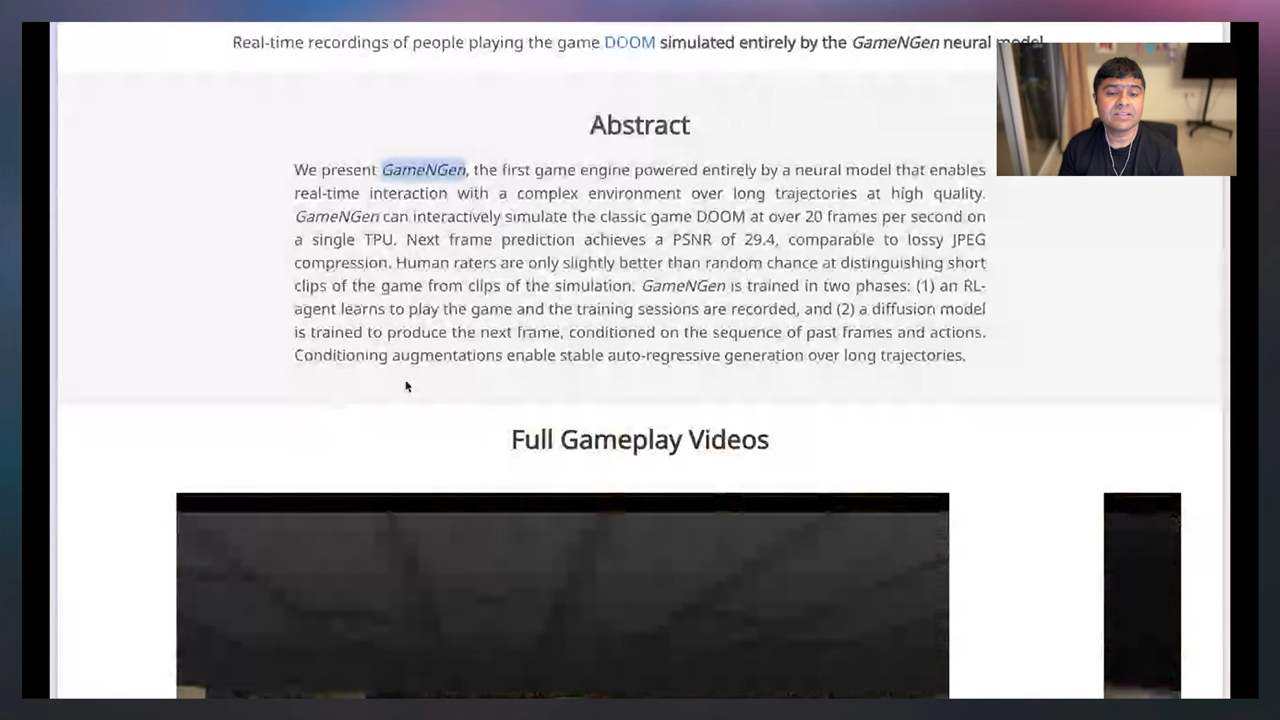 Real-time recordings of people playing the game DOOM simulated entirely by the GameNGen neural model
Abstract
We present GameNGen, the first game engine powered entirely by a neural model that enables
real-time interaction with a complex environment over long trajectories at high quality.
GameNGen can interactively simulate the classic game DOOM at over 20 frames per second on
a single TPU. Next frame prediction achieves a PSNR of 29.4, comparable to lossy JPEG
compression. Human raters are only slightly better than random chance at distinguishing short
clips of the game from clips of the simulation. GameNGen is trained in two phases: (1) an RL-
agent learns to play the game and the training sessions are recorded, and (2) a diffusion model
is trained to produce the next frame, conditioned on the sequence of past frames and actions.
Conditioning augmentations enable stable auto-regressive generation over long trajectories.
Full Gameplay Videos